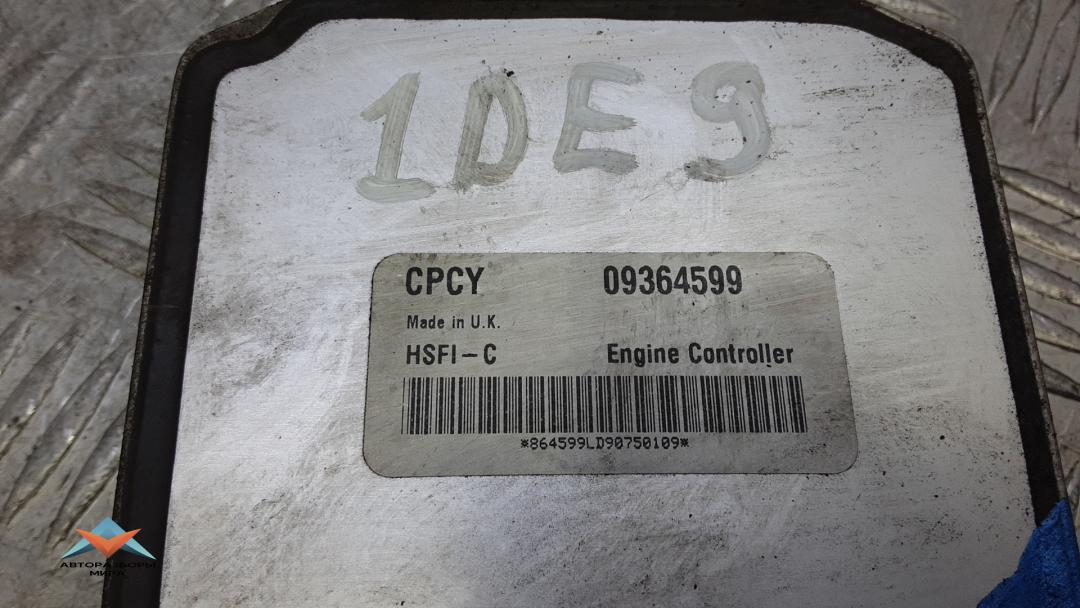 1DE9
CPCY 09364599
Made in U.K.
HSFI-C Engine Controller
*864599LD90750109*
АВТОРАЗБОРЫ
МИРА